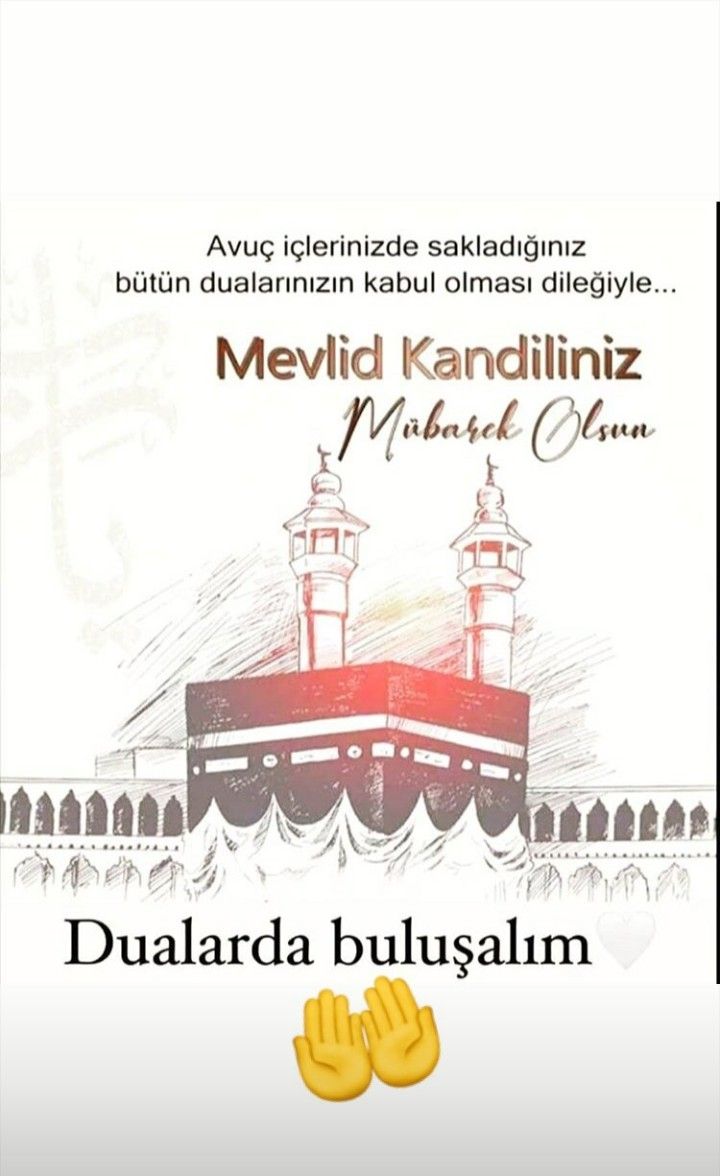 Avuç içlerinizde sakladığınız
bütün dualarınızın kabul olması dileğiyle...
Mevlid Kandiliniz
Mübarek Olsun
Dualarda buluşalım🤍
🤲